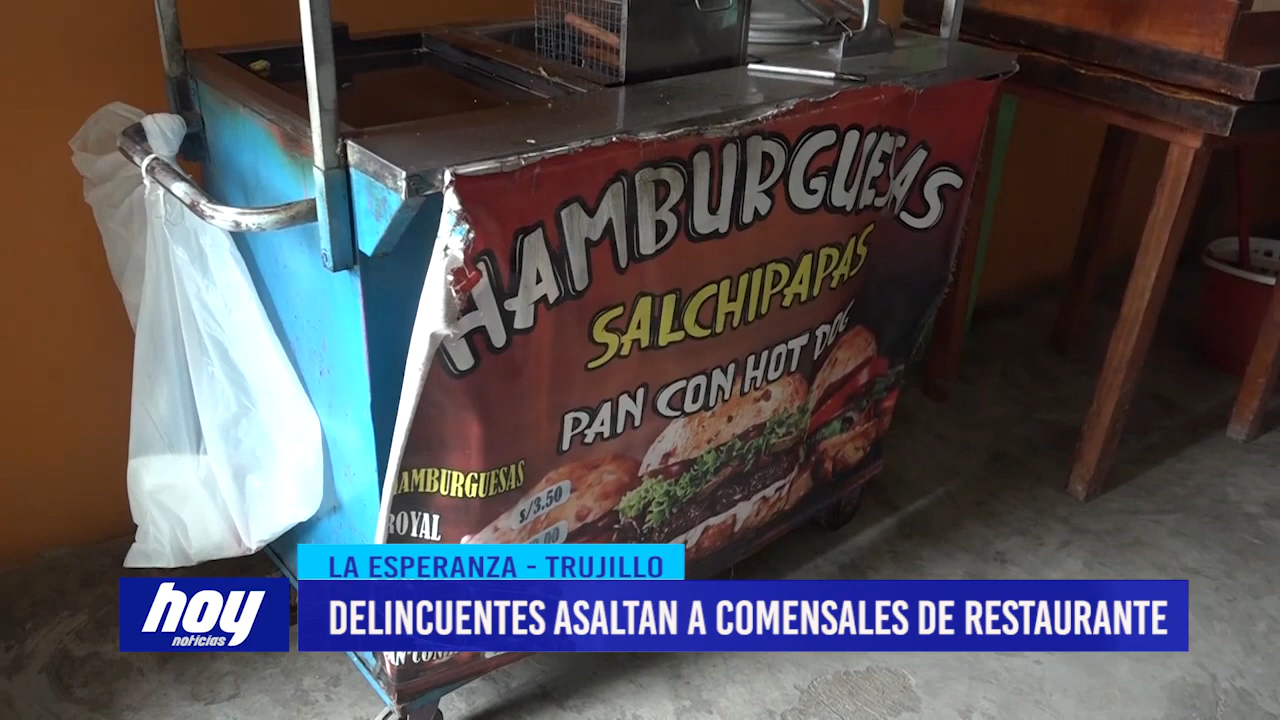 HAMBURGUESAS
SALCHIPAPAS
PAN CON HOT DOG
HAMBURGUESAS
S/3.50
ROYAL
LA ESPERANZA - TRUJILLO
hoy
noticias
DELINCUENTES ASALTAN A COMENSALES DE RESTAURANTE